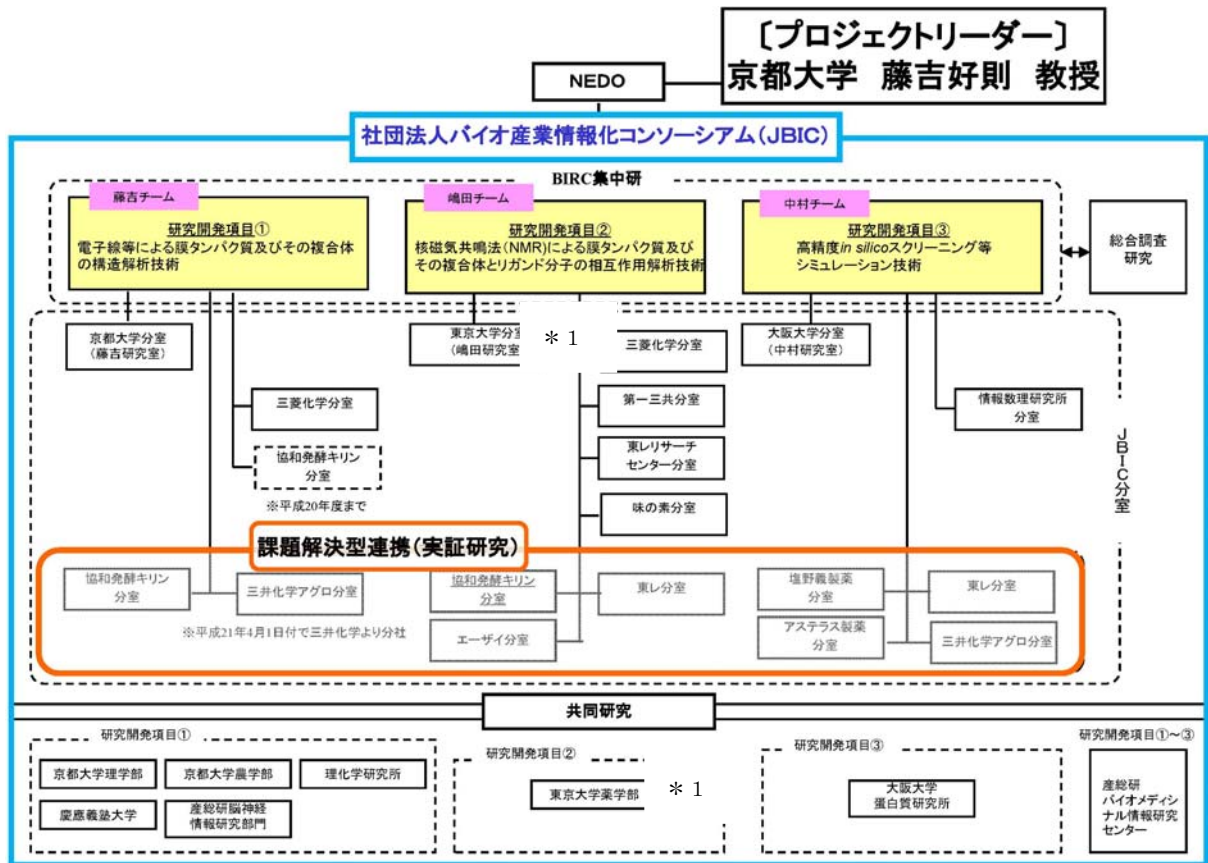 〔プロジェクトリーダー〕
京都大学 藤吉好則 教授
NEDO
社団法人バイオ産業情報化コンソーシアム(JBIC)
BIRC集中研
藤吉チーム
研究開発項目①
電子線等による膜タンパク質及びその複合体
の構造解析技術
嶋田チーム
研究開発項目②
核磁気共鳴法(NMR)による膜タンパク質及び
その複合体とリガンド分子の相互作用解析技術
中村チーム
研究開発項目③
高精度in silicoスクリーニング等
シミュレーション技術
総合調査
研究
京都大学分室
(藤吉研究室)
東京大学分室
(嶋田研究室)
*1
三菱化学分室
大阪大学分室
(中村研究室)
三菱化学分室
第一三共分室
情報数理研究所
分室
協和発酵キリン
分室
東レリサーチ
センター分室
※平成20年度まで
味の素分室
JBIC分室
課題解決型連携(実証研究)
協和発酵キリン
分室
三井化学アグロ分室
※平成21年4月1日付で三井化学より分社
協和発酵キリン
分室
東レ分室
エーザイ分室
塩野義製薬
分室
東レ分室
アステラス製薬
分室
三井化学アグロ分室
共同研究
研究開発項目①
京都大学理学部
京都大学農学部
理化学研究所
慶應義塾大学
産総研脳神経
情報研究部門
研究開発項目②
東京大学薬学部
*1
研究開発項目③
大阪大学
蛋白質研究所
研究開発項目①~③
産総研
バイオメディシ
ナル情報研究
センター